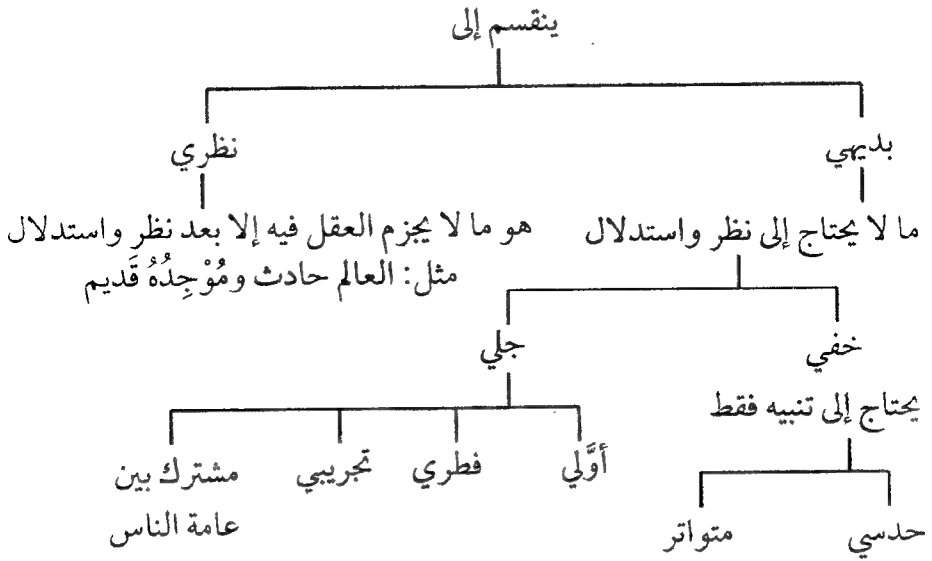 ينقسم إلى
بديهي نظري
ما لا يحتاج إلى نظر واستدلال هو ما لا يجزم العقل فيه إلا بعد نظر واستدلال
مثل: العالم حادث ومُوْجِدُهُ قَديم
خفي جلي
يحتاج إلى تنبيه فقط
أوَّلي فطري تجريبي مشترك بين
عامة الناس
حدسي متواتر